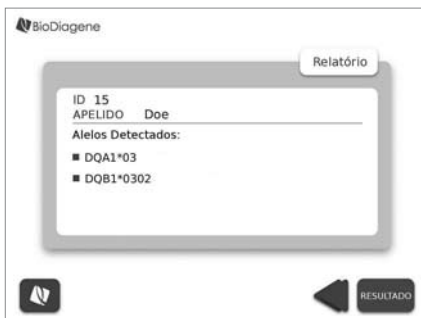 BioDiagene
Relatório
ID 15
APELIDO Doe
Alelos Detectados:
DQA1*03
DQB1*0302
RESULTADO